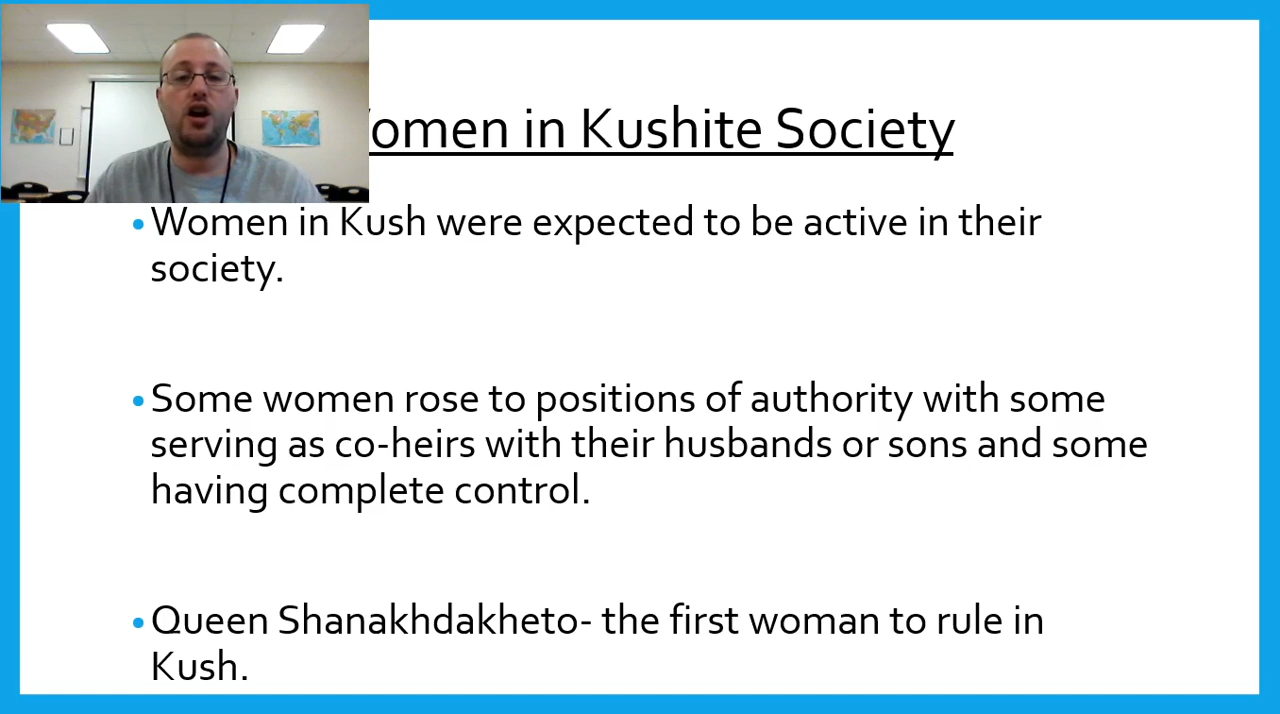 omen in Kushite Society
•Women in Kush were expected to be active in their
society.
•Some women rose to positions of authority with some
serving as co-heirs with their husbands or sons and some
having complete control.
•Queen Shanakhdakheto- the first woman to rule in
Kush.